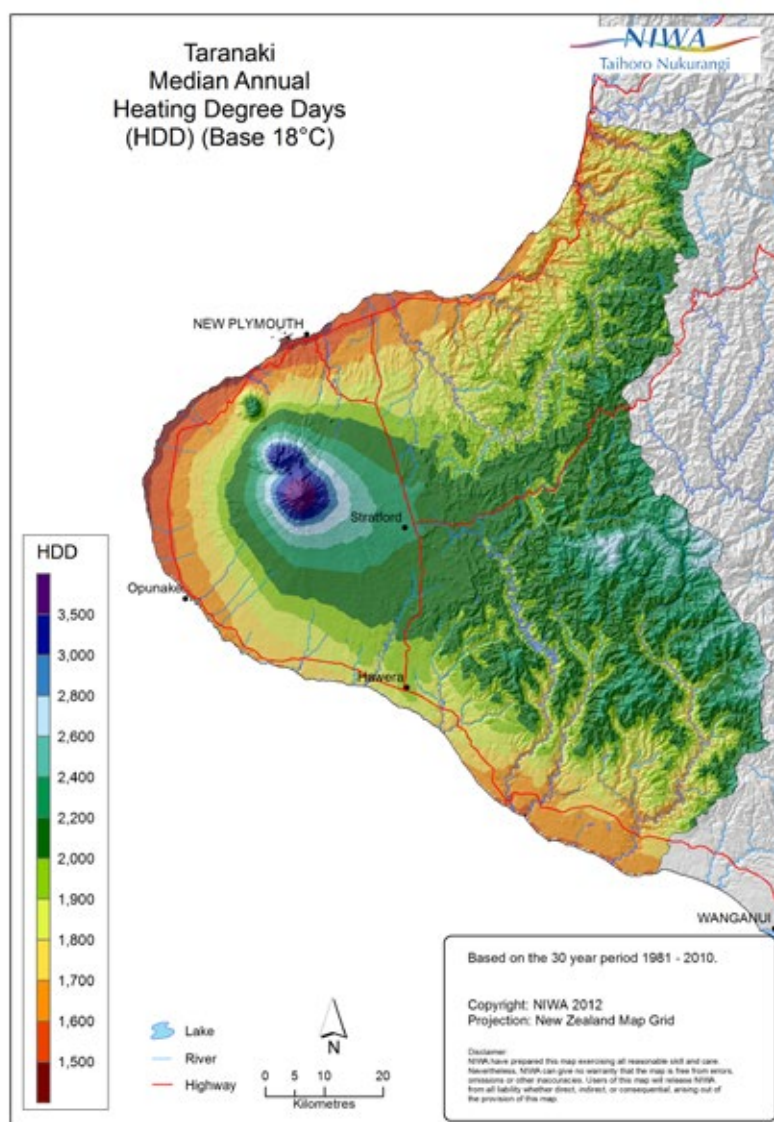 Taranaki
Median Annual
Heating Degree Days
(HDD) (Base 18°C)
NIWA
Taihoro Nukurangi
NEW PLYMOUTH
Stratford
Opunake
Hawera
WANGANUI
HDD
3,500
3,000
2,800
2,600
2,400
2,200
2,000
1,900
1,800
1,700
1,600
1,500
Lake
River
Highway
N
0 5 10 20
Kilometres
Based on the 30 year period 1981 - 2010.
Copyright: NIWA 2012
Projection: New Zealand Map Grid
Disclaimer:
NIWA have prepared this map exercising all reasonable skill and care.
Nevertheless, NIWA can give no warranty that the map is free from errors,
omissions or other inaccuracies. Users of this map will release NIWA
from all liability whether direct, indirect, or consequential, arising out of
the provision of this map.